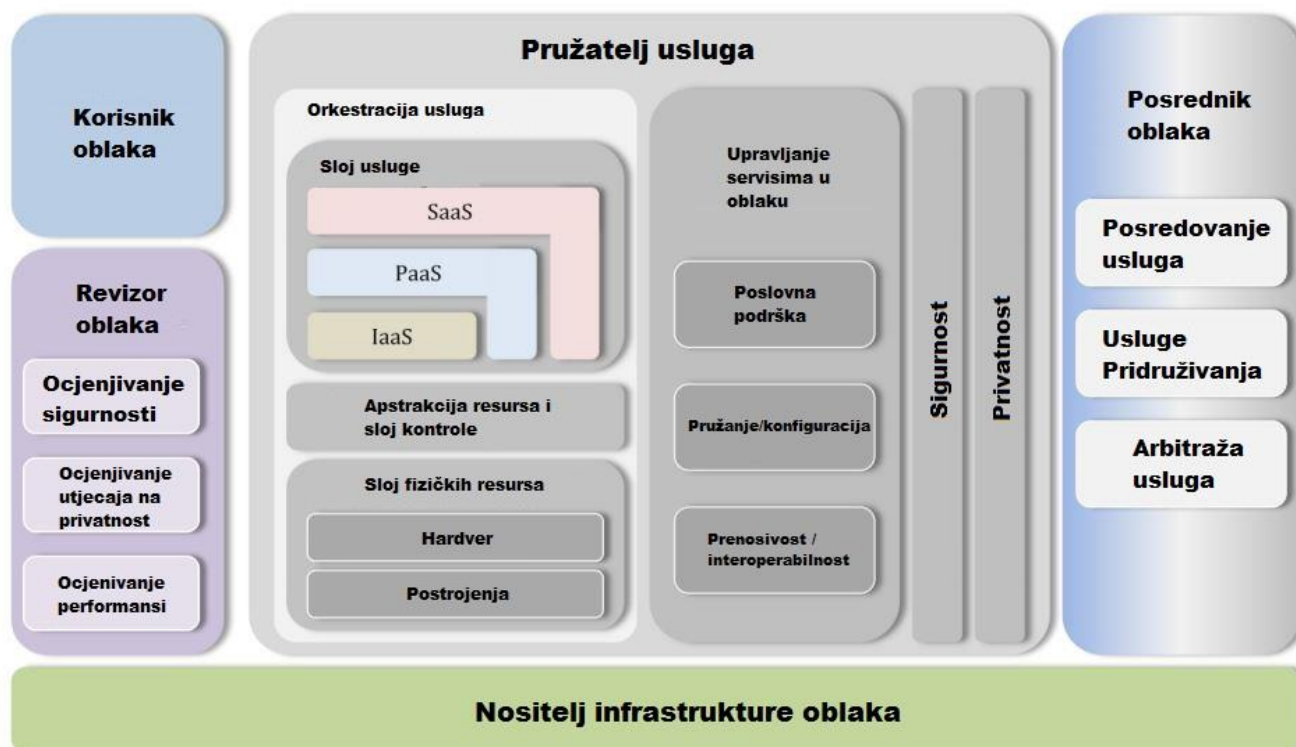 Korisnik
oblaka
Revizor
oblaka
Ocjenjivanje
sigurnosti
Ocjenjivanje
utjecaja na
privatnost
Ocjenivanje
performansi
Pružatelj usluga
Orkestracija usluga
Sloj usluge
SaaS
PaaS
IaaS
Apstrakcija resursa i
sloj kontrole
Sloj fizičkih resursa
Hardver
Postrojenja
Upravljanje
servisima u
oblaku
Poslovna
podrška
Pružanje/konfiguracija
Prenosivost /
interoperabilnost
Sigurnost
Privatnost
Posrednik
oblaka
Posredovanje
usluga
Usluge
Pridruživanja
Arbitraža
usluga
Nositelj infrastrukture oblaka